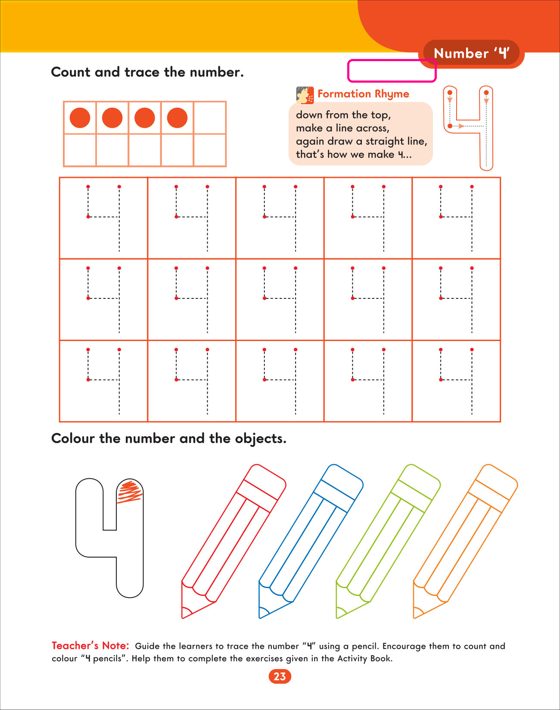 Number '4'
Count and trace the number.
Formation Rhyme
down from the top,
make a line across,
again draw a straight line,
that's how we make 4...
4
Colour the number and the objects.
4
Teacher's Note: Guide the learners to trace the number "4" using a pencil. Encourage them to count and
colour "4 pencils". Help them to complete the exercises given in the Activity Book.
23